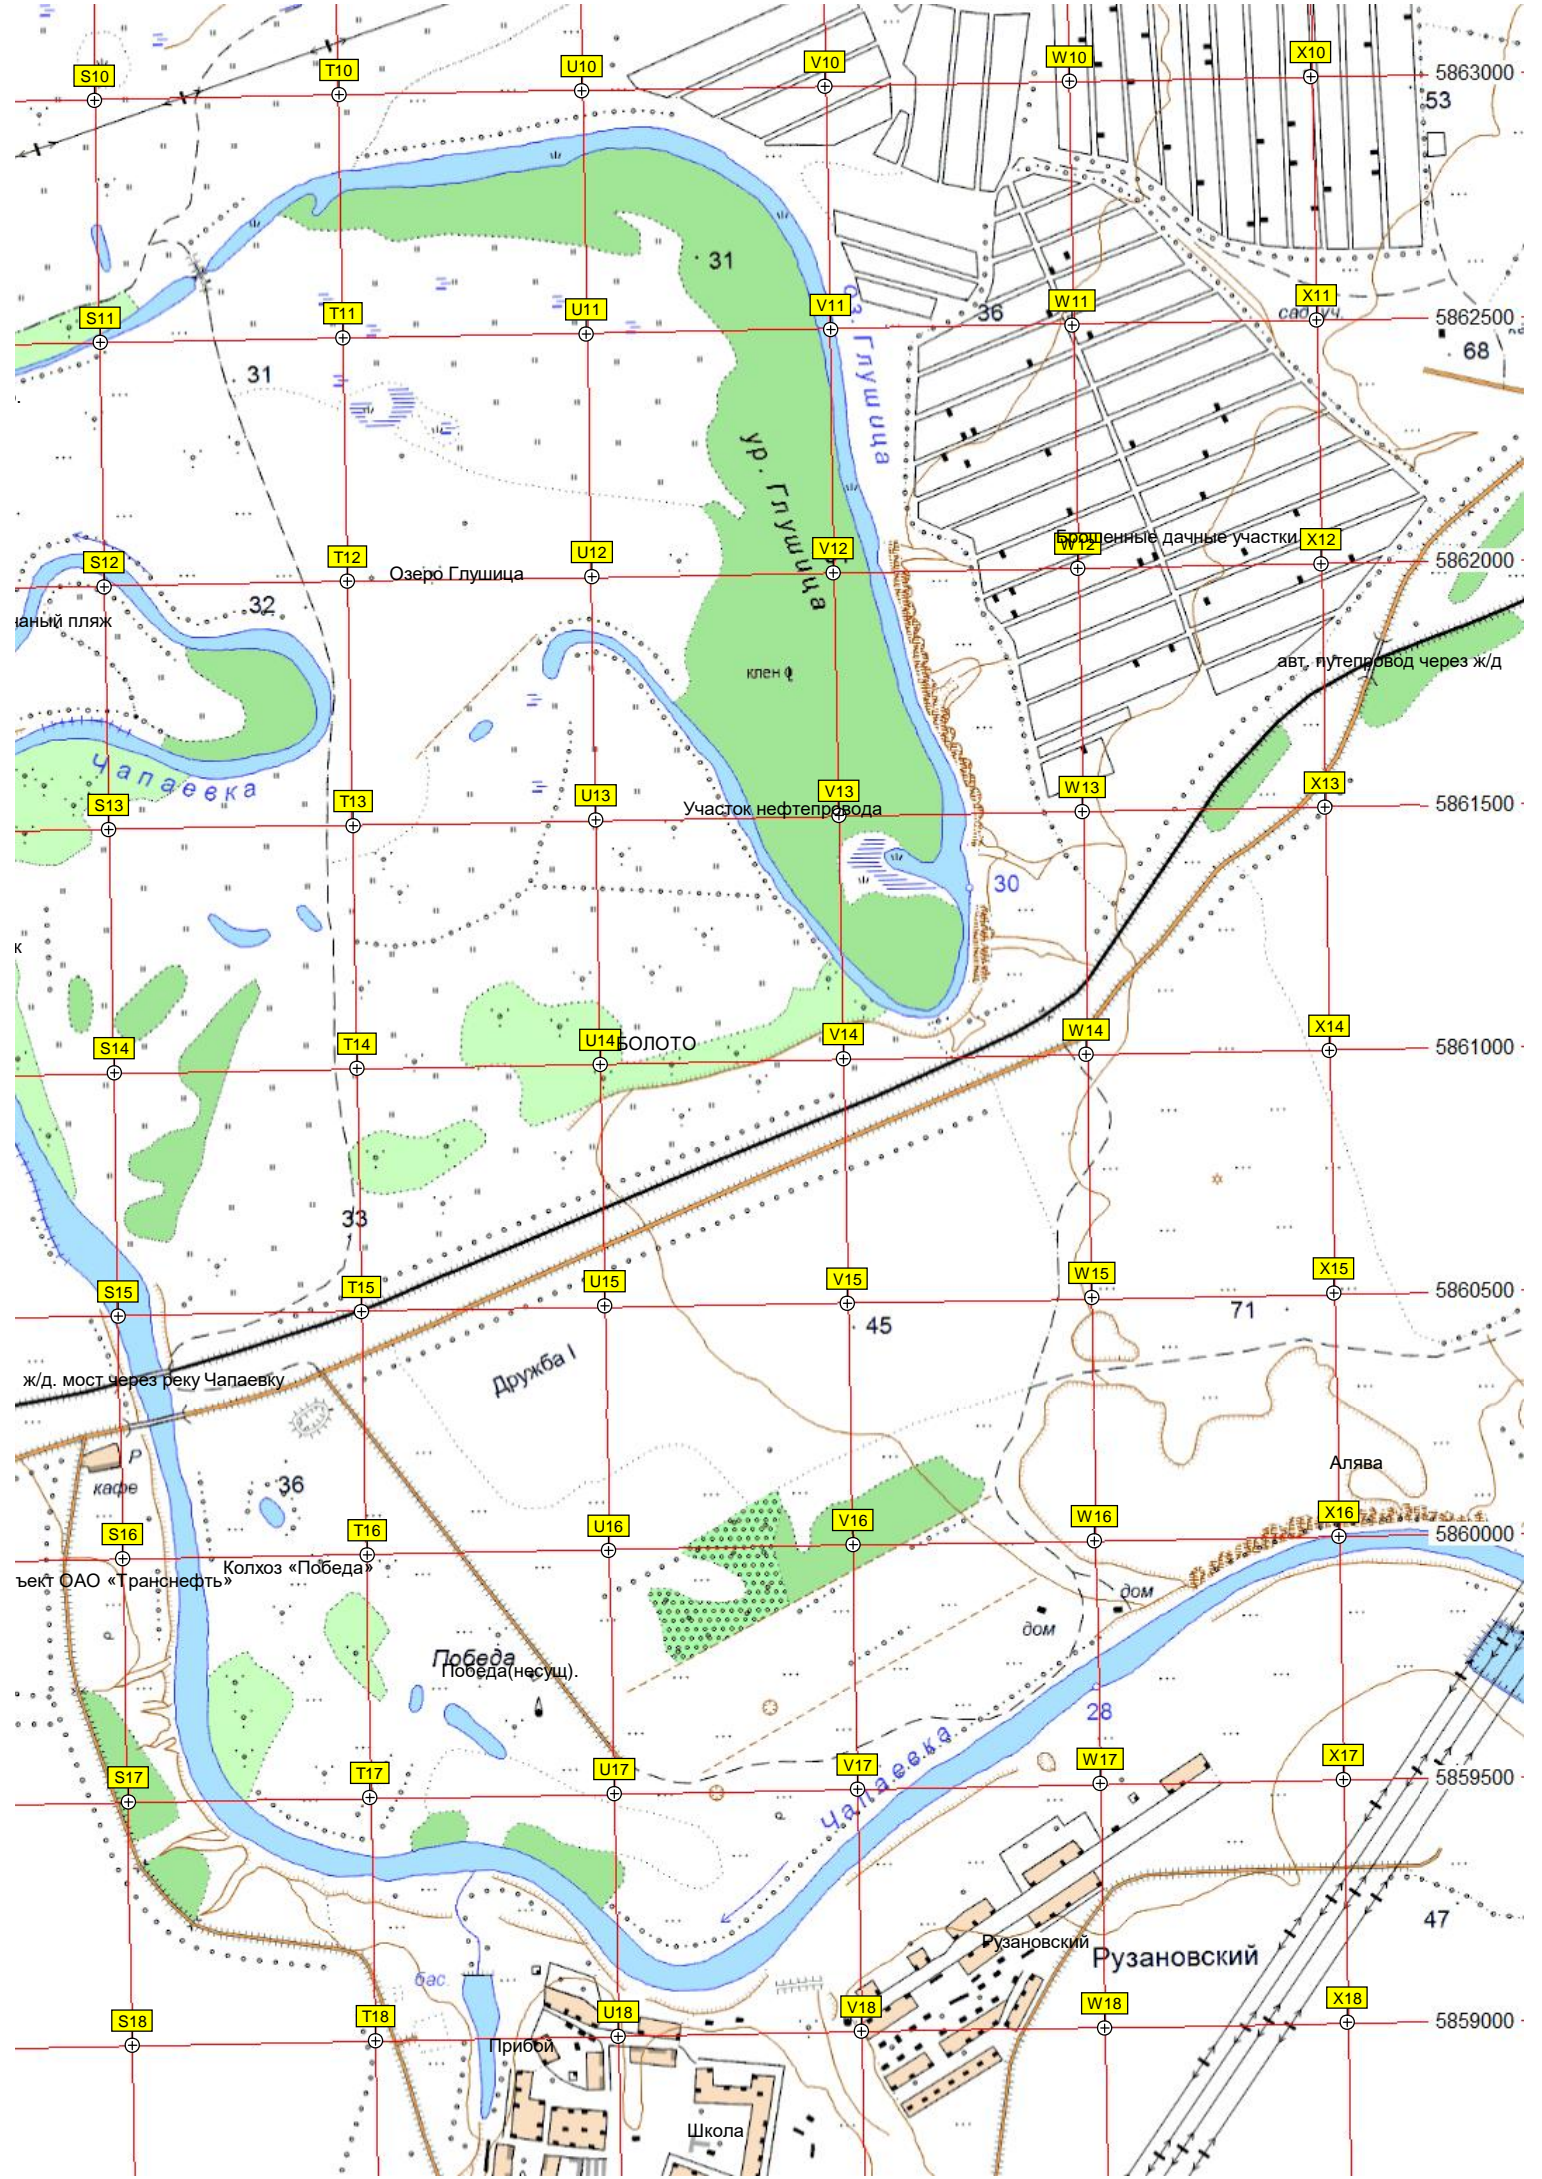 S10
T10
U10
V10
W10
X10
5863000
53
31
36
S11
T11
U11
V11
W11
X11
сад. уч.
5862500
68
оз. Глушица
31
ур. Глушица
S12
T12
U12
V12
W12
X12
Брошенные дачные участки
5862000
Озеро Глушица
32
авт. путепровод через ж/д
клен
Чапаевка
S13
T13
U13
V13
W13
X13
5861500
Участок нефтепровода
30
к
S14
T14
U14
V14
W14
X14
5861000
БОЛОТО
33
S15
T15
U15
V15
W15
X15
5860500
45
71
Дружба I
ж/д. мост через реку Чапаевку
Р
кафе
36
Алява
S16
T16
U16
V16
W16
X16
5860000
Колхоз «Победа»
ъект ОАО «Транснефть»
дом
дом
Победа
Победа(несущ).
28
Чапаевка
S17
T17
U17
V17
W17
X17
5859500
47
Рузановский
Рузановский
бас.
S18
T18
U18
V18
W18
X18
5859000
Прибой
Школа